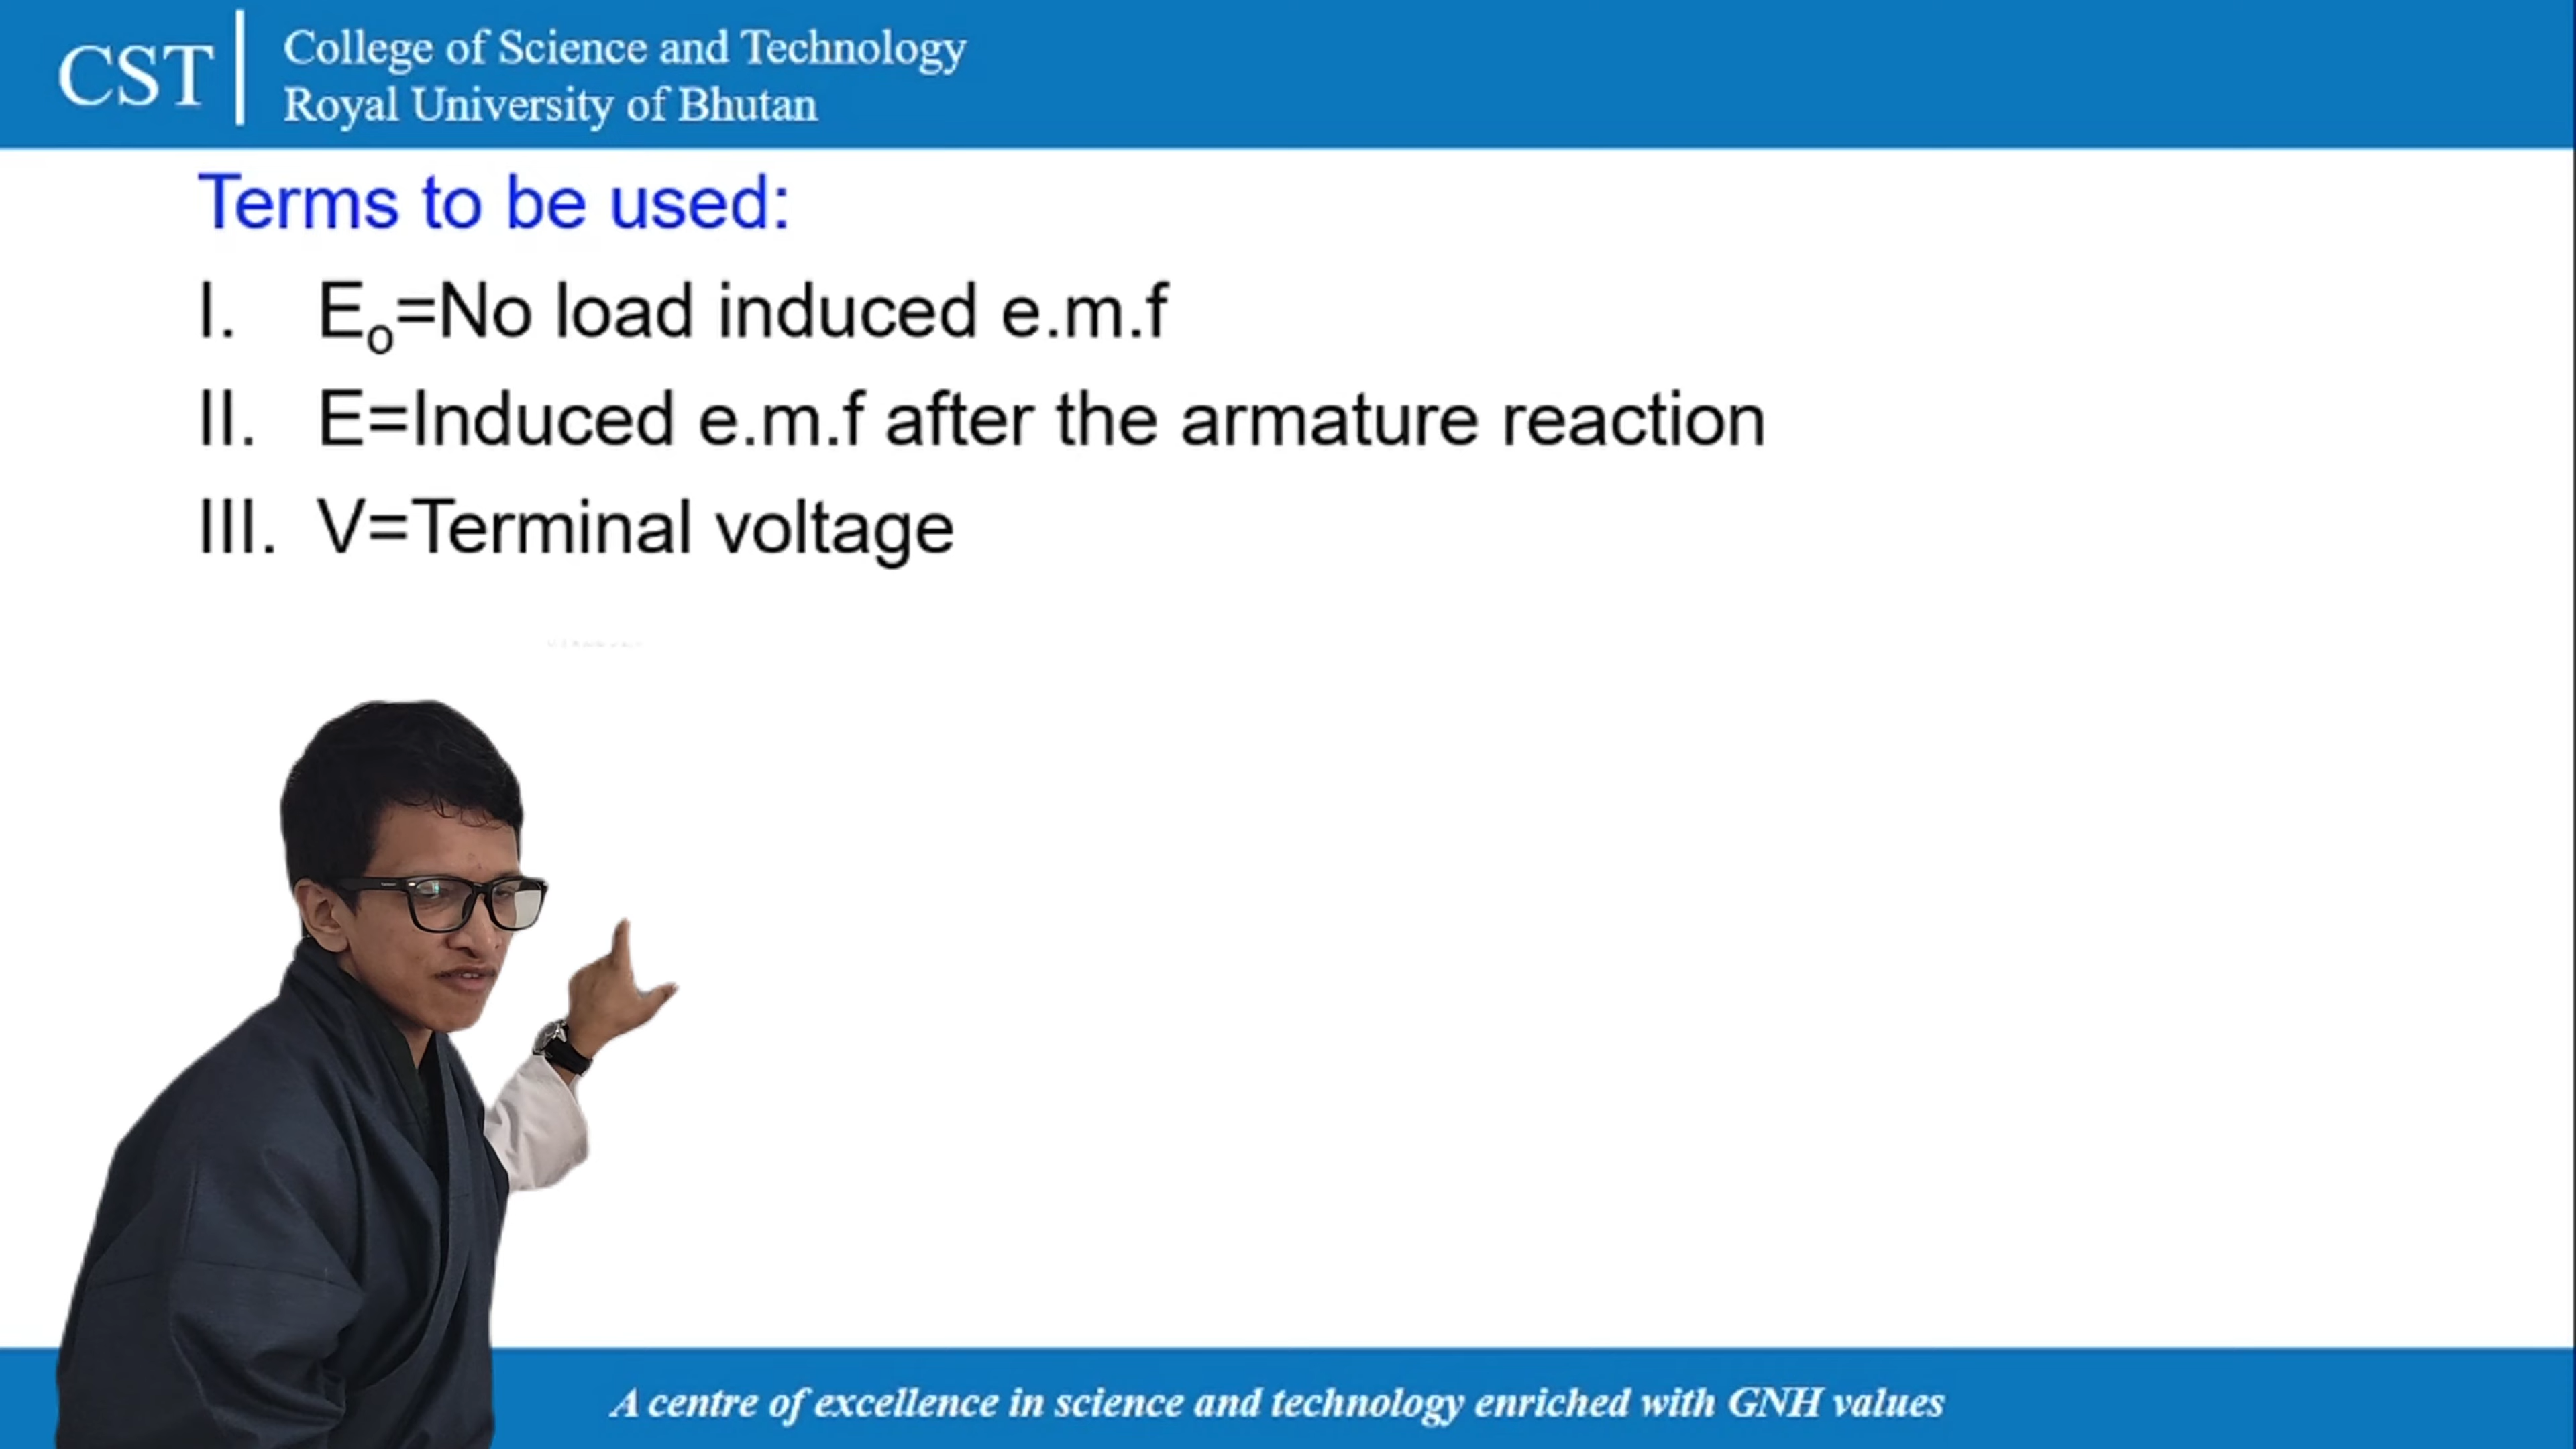 CST
College of Science and Technology
Royal University of Bhutan
Terms to be used:
I. Eo=No load induced e.m.f
II. E=Induced e.m.f after the armature reaction
III. V=Terminal voltage
A centre of excellence in science and technology enriched with GNH values